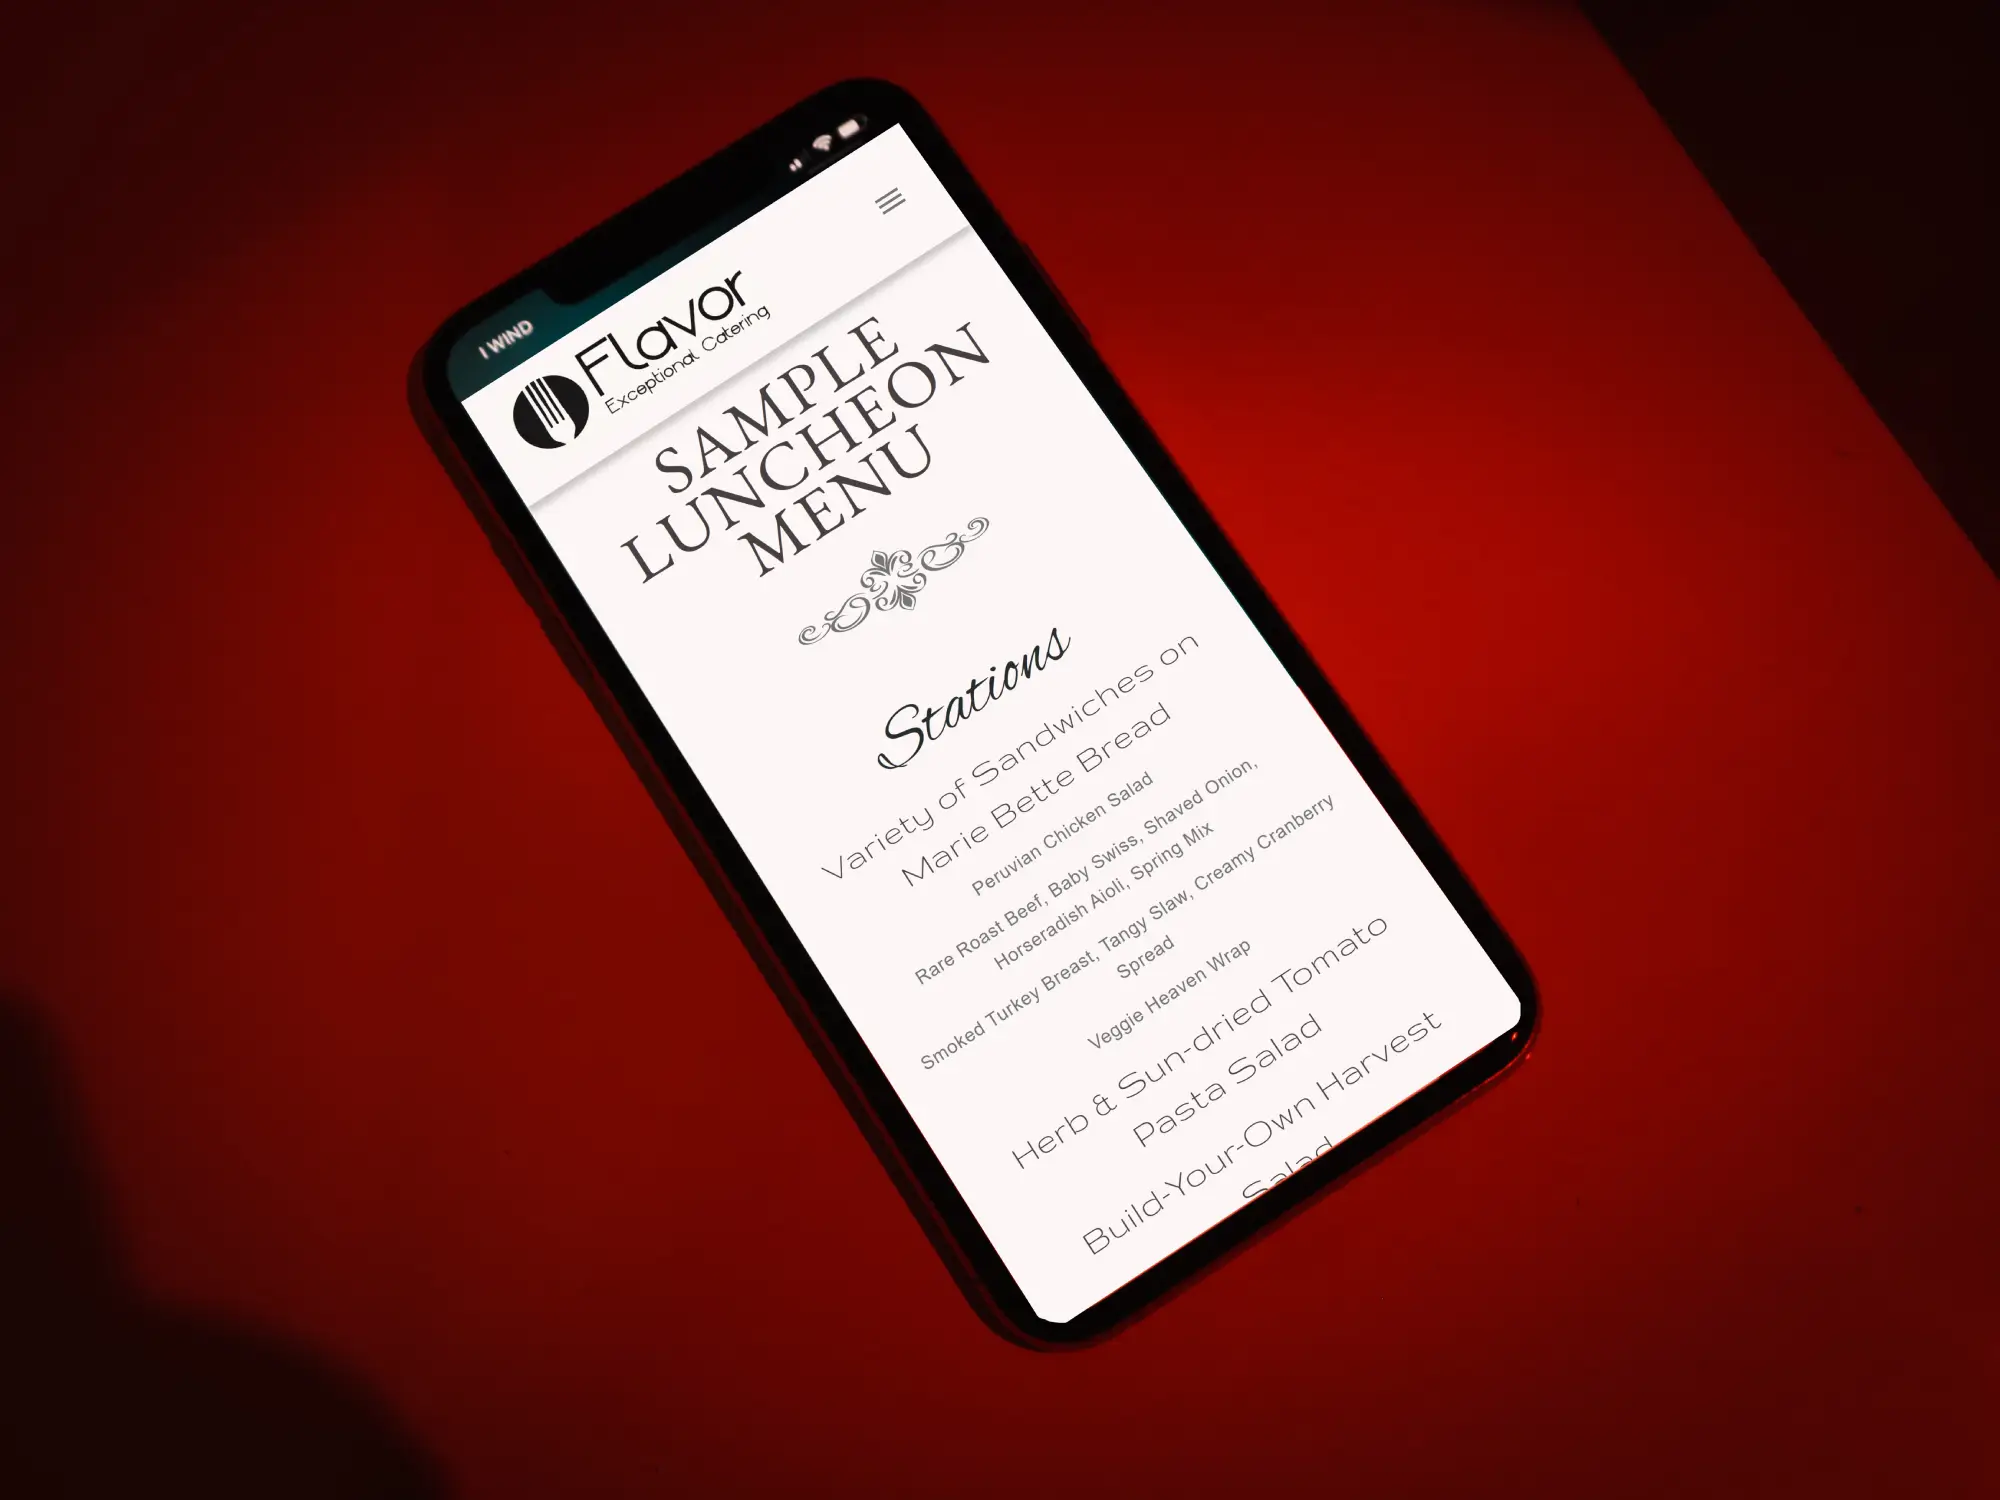 I WIND
Flavor
Exceptional Catering
SAMPLE
LUNCHEON
MENU
Stations
Variety of Sandwiches on
Marie Bette Bread
Peruvian Chicken Salad
Rare Roast Beef, Baby Swiss, Shaved Onion,
Horseradish Aioli, Spring Mix
Smoked Turkey Breast, Tangy Slaw, Creamy Cranberry
Spread
Veggie Heaven Wrap
Herb & Sun-dried Tomato
Pasta Salad
Build-Your-Own Harvest
Salad